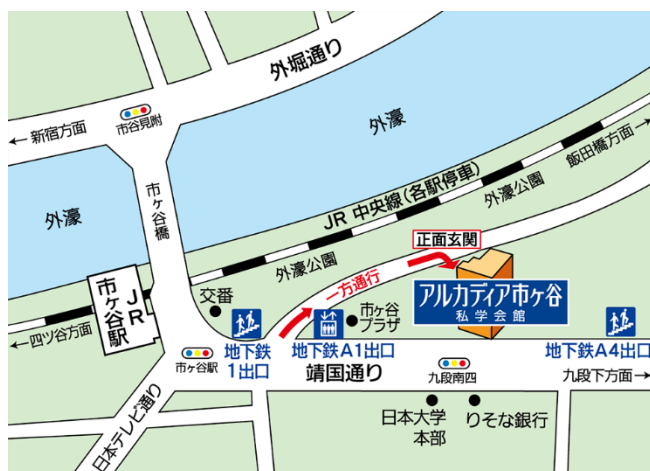 外堀通り
←新宿方面
市谷見附
外濠
飯田橋方面→
市ヶ谷橋
外濠
JR 中央線(各駅停車)
外濠公園
外濠公園
正面玄関
一方通行
アルカディア市ヶ谷
私学会館
JR
市ヶ谷駅
交番
市ヶ谷
プラザ
←四ツ谷方面
地下鉄
1出口
地下鉄A1出口
地下鉄A4出口
市ヶ谷駅
靖国通り
九段南四
九段下方面→
日本テレビ通り
日本大学
本部
りそな銀行